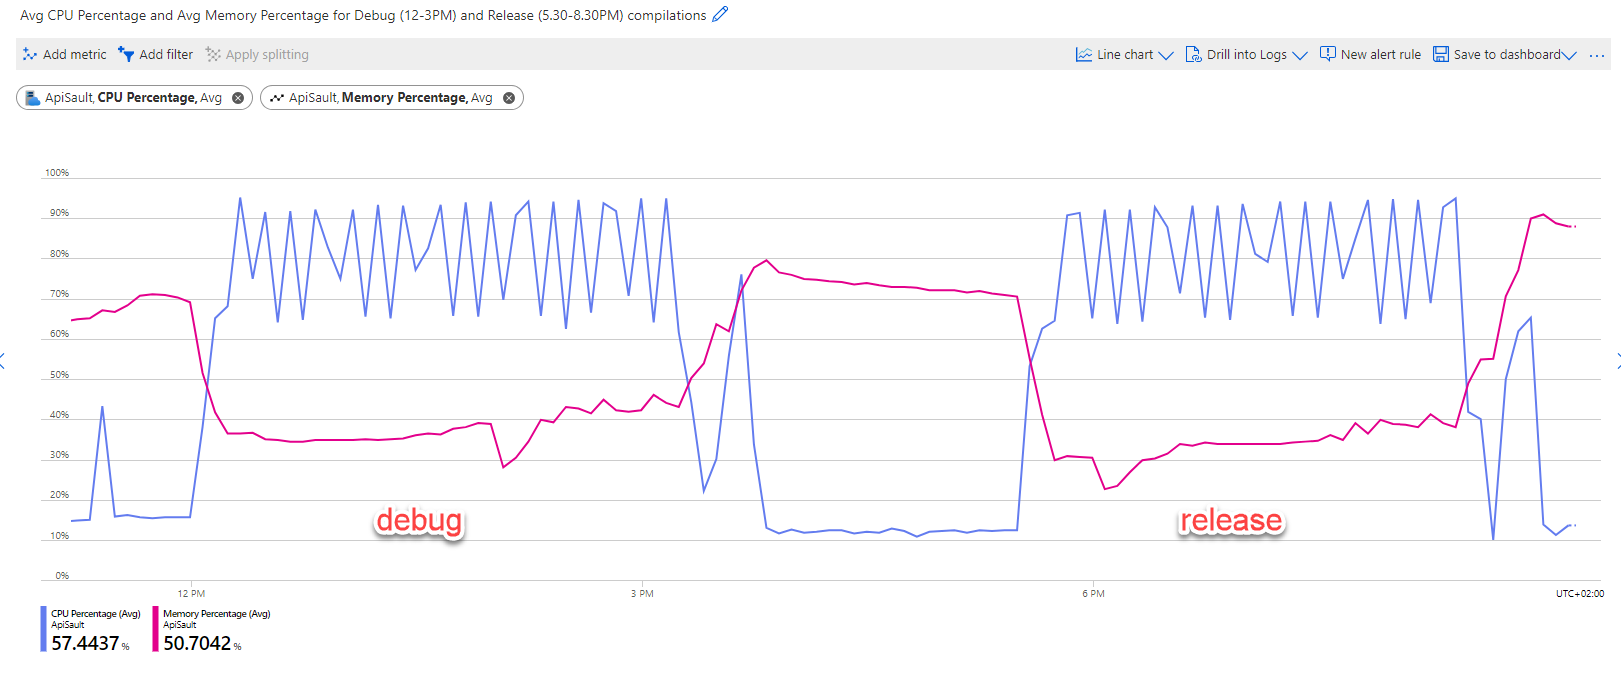 Avg CPU Percentage and Avg Memory Percentage for Debug (12-3PM) and Release (5.30-8.30PM) compilations
Add metric Add filter Apply splitting Line chart Drill into Logs New alert rule Save to dashboard ...
ApiSault, CPU Percentage, Avg ApiSault, Memory Percentage, Avg
100%
90%
80%
70%
60%
50%
40%
30%
20%
10%
0%
debug release
12 PM 3 PM 6 PM UTC+02:00
CPU Percentage (Avg) Memory Percentage (Avg)
ApiSault ApiSault
57.4437 % 50.7042 %